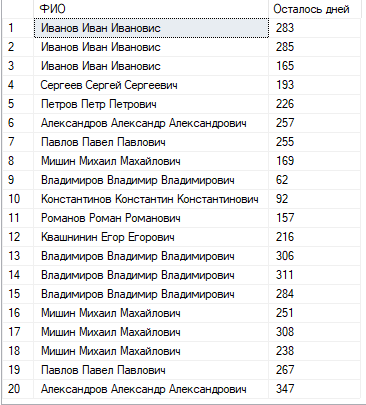 ФИО Осталось дней
1 Иванов Иван Ивановис 283
2 Иванов Иван Ивановис 285
3 Иванов Иван Ивановис 165
4 Сергеев Сергей Сергеевич 193
5 Петров Петр Петрович 226
6 Александров Александр Александрович 257
7 Павлов Павел Павлович 255
8 Мишин Михаил Махайлович 169
9 Владимиров Владимир Владимирович 62
10 Константинов Константин Константинович 92
11 Романов Роман Романович 157
12 Квашнинин Егор Егорович 216
13 Владимиров Владимир Владимирович 306
14 Владимиров Владимир Владимирович 311
15 Владимиров Владимир Владимирович 284
16 Мишин Михаил Махайлович 251
17 Мишин Михаил Махайлович 308
18 Мишин Михаил Махайлович 238
19 Павлов Павел Павлович 267
20 Александров Александр Александрович 347